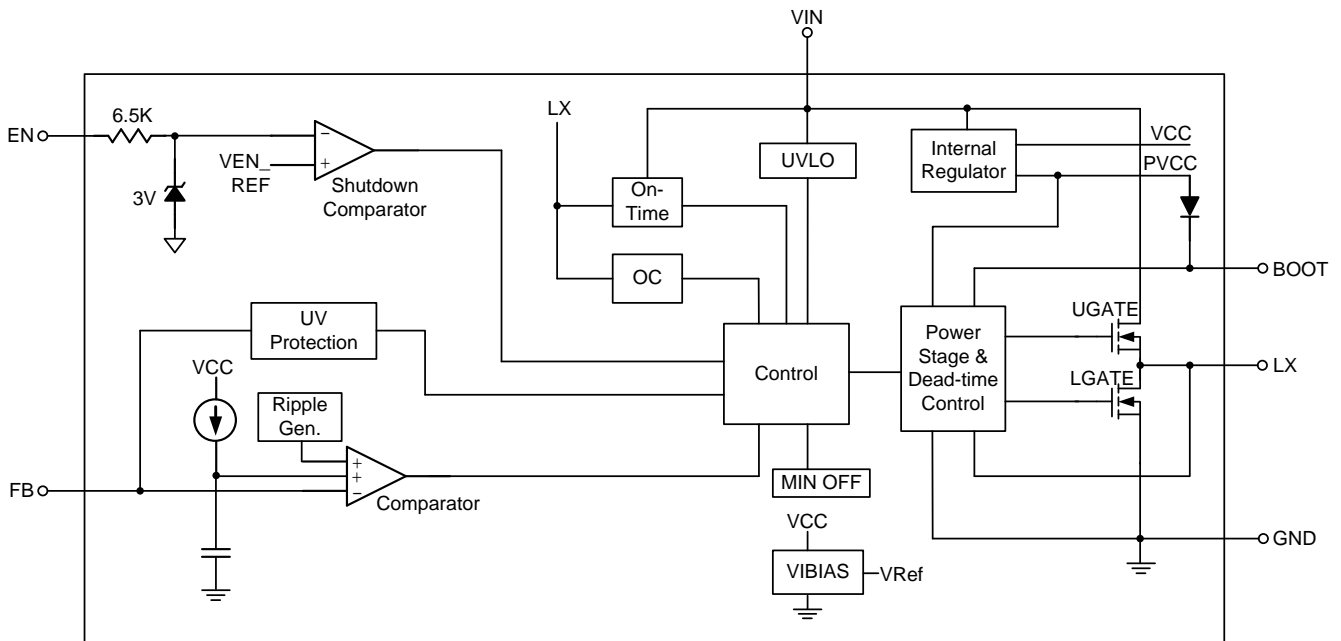 VIN
EN
6.5K
3V
−
+
VEN_
REF
Shutdown
Comparator
LX
On-
Time
OC
UVLO
Internal
Regulator
VCC
PVCC
BOOT
UV
Protection
VCC
Ripple
Gen.
+
+
−
Comparator
FB
Control
MIN OFF
VCC
VIBIAS
VRef
Power
Stage &
Dead-time
Control
UGATE
LGATE
LX
GND